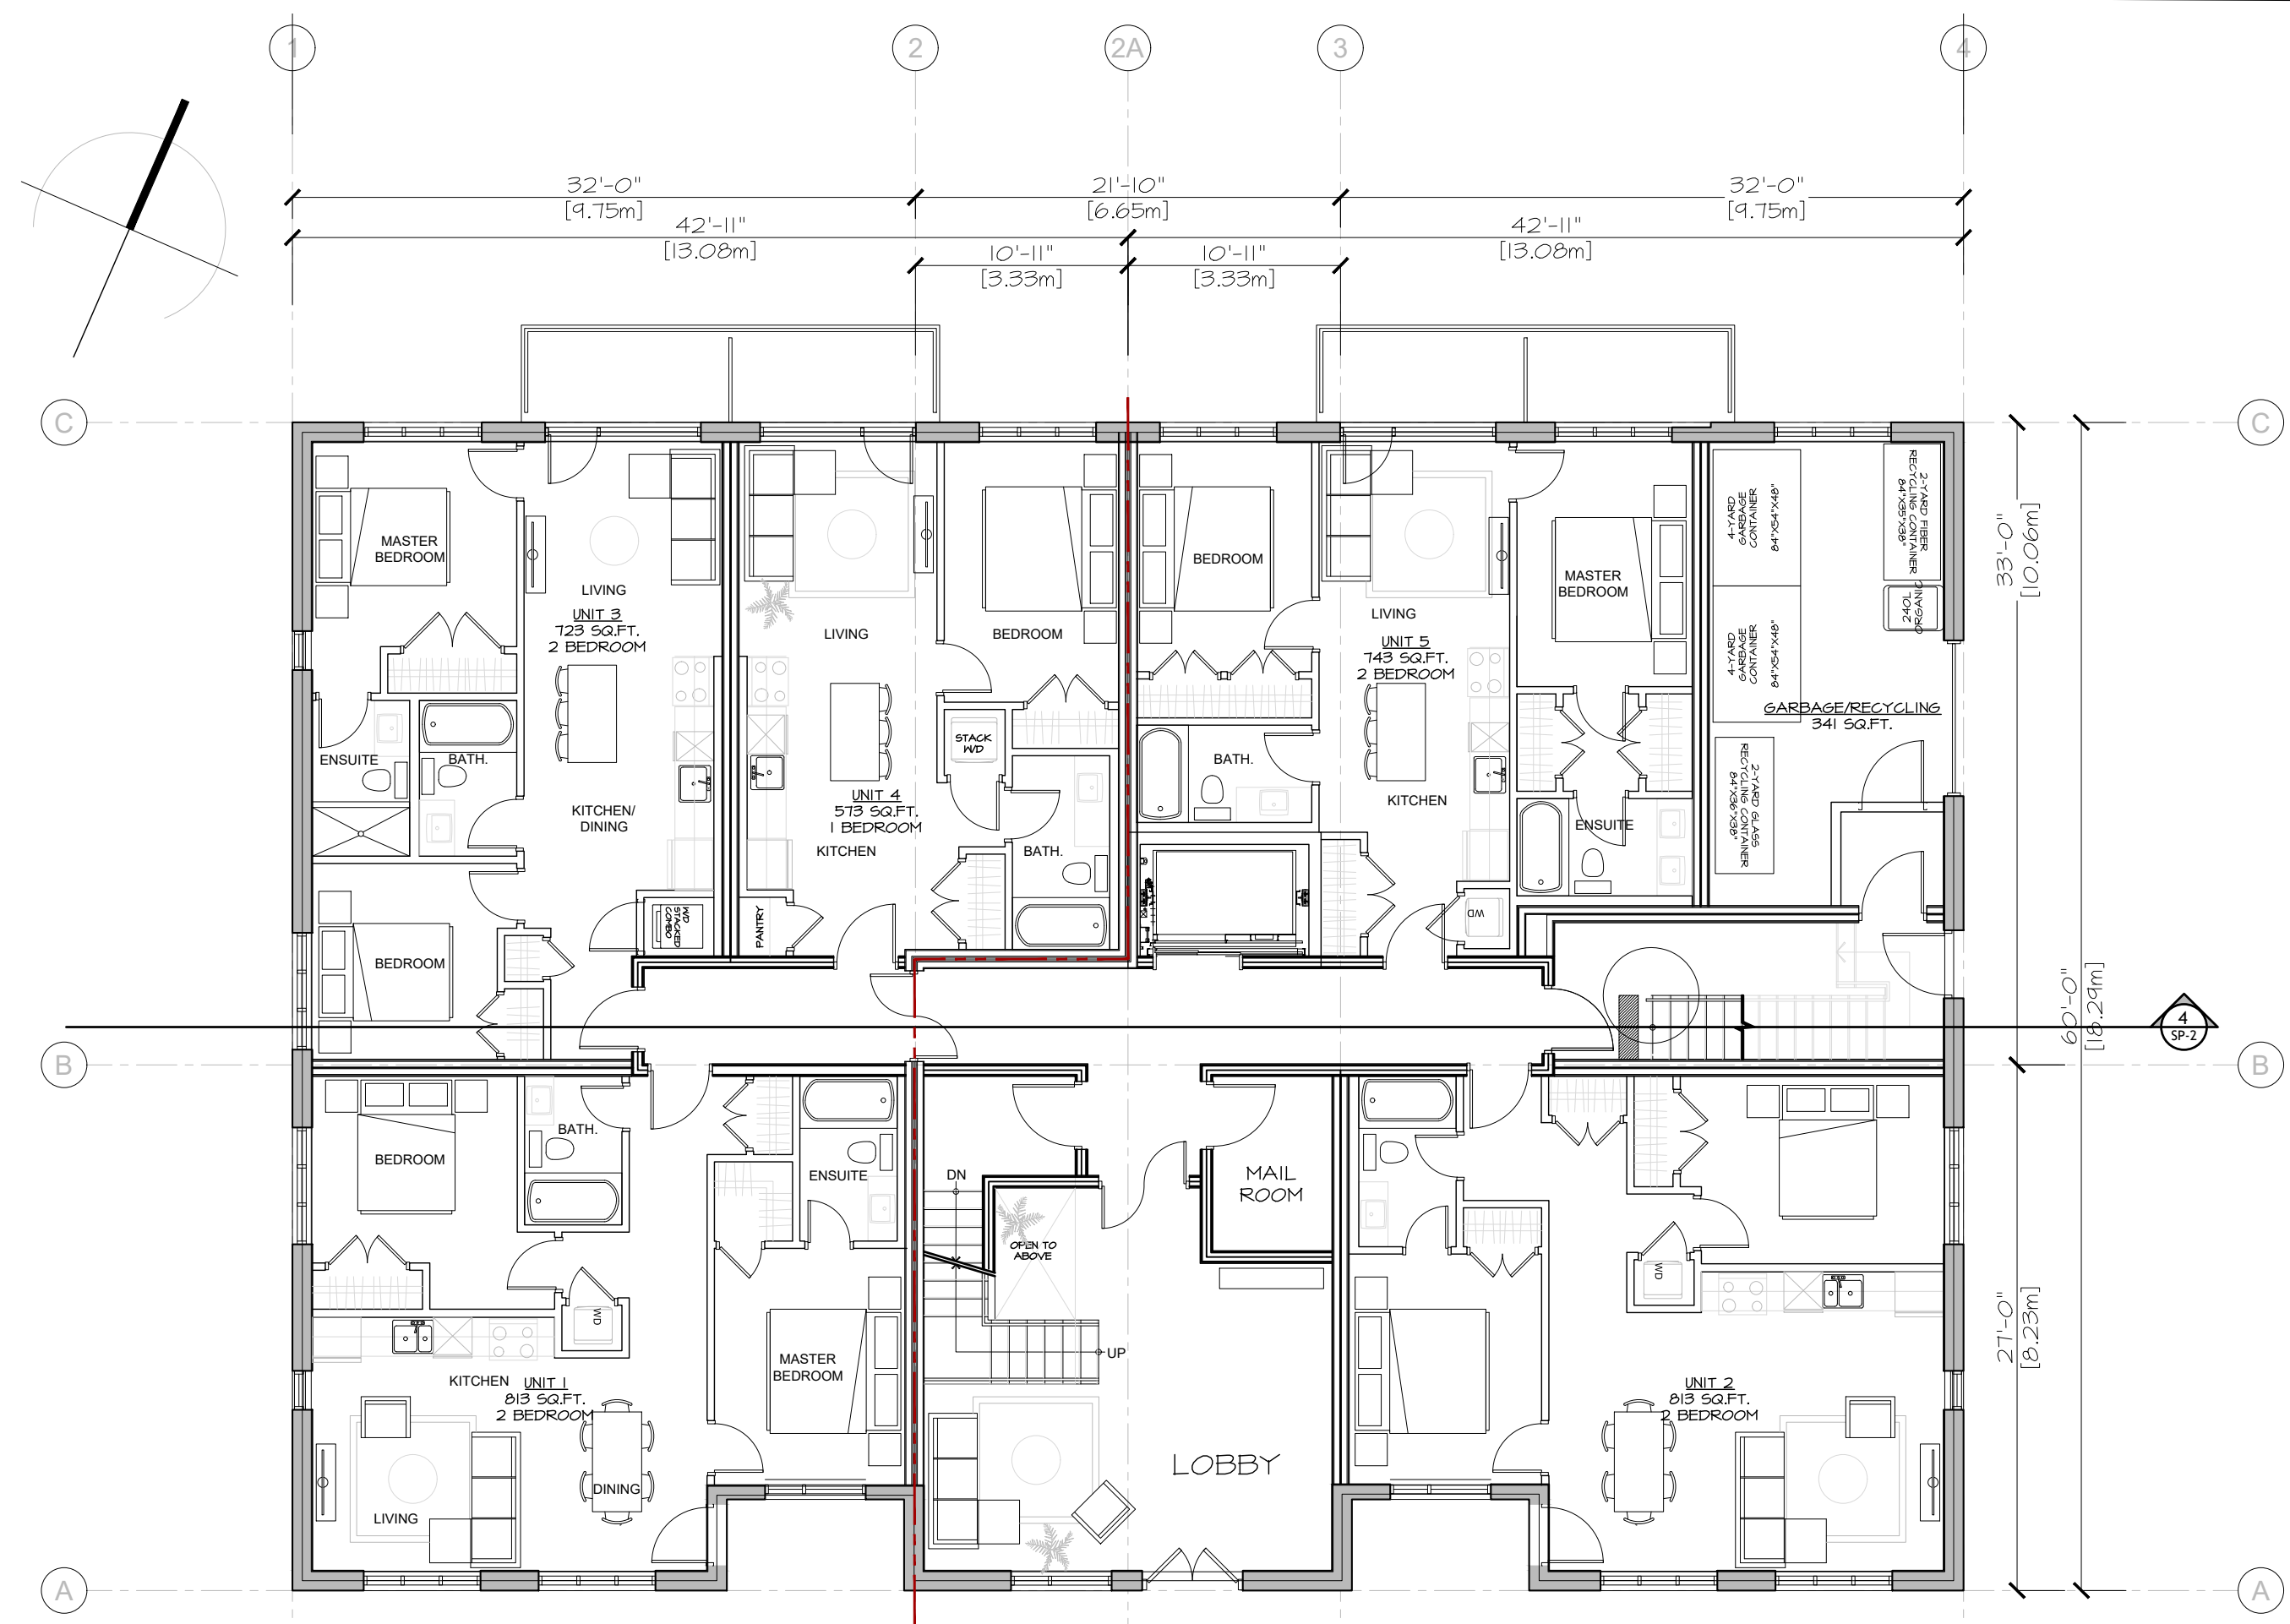 1
2
2A
3
4
32'-0"
[9.75m]
21'-10"
[6.65m]
32'-0"
[9.75m]
42'-11"
[13.08m]
42'-11"
[13.08m]
10'-11"
[3.33m]
10'-11"
[3.33m]
C
C
MASTER
BEDROOM
LIVING
UNIT 3
723 SQ.FT.
2 BEDROOM
ENSUITE
BATH.
KITCHEN/
DINING
WD
STACKED
COMBO
BEDROOM
LIVING
BEDROOM
STACK
W/D
UNIT 4
573 SQ.FT.
1 BEDROOM
KITCHEN
BATH.
PANTRY
BEDROOM
LIVING
UNIT 5
743 SQ.FT.
2 BEDROOM
MASTER
BEDROOM
BATH.
KITCHEN
ENSUITE
WD
4-YARD
GARBAGE
CONTAINER
84"X54"X48"
4-YARD
GARBAGE
CONTAINER
84"X54"X48"
2-YARD FIBER
RECYCLING CONTAINER
84"X35"X38"
240L
ORGANIC
GARBAGE/RECYCLING
341 SQ.FT.
2-YARD GLASS
RECYCLING CONTAINER
84"X36"X38"
33'-0"
[10.06m]
60'-0"
[18.29m]
4
SP-2
B
B
BEDROOM
BATH.
ENSUITE
WD
KITCHEN
UNIT 1
813 SQ.FT.
2 BEDROOM
MASTER
BEDROOM
DINING
LIVING
DN
OPEN TO
ABOVE
UP
MAIL
ROOM
LOBBY
WD
UNIT 2
813 SQ.FT.
2 BEDROOM
27'-0"
[8.23m]
A
A